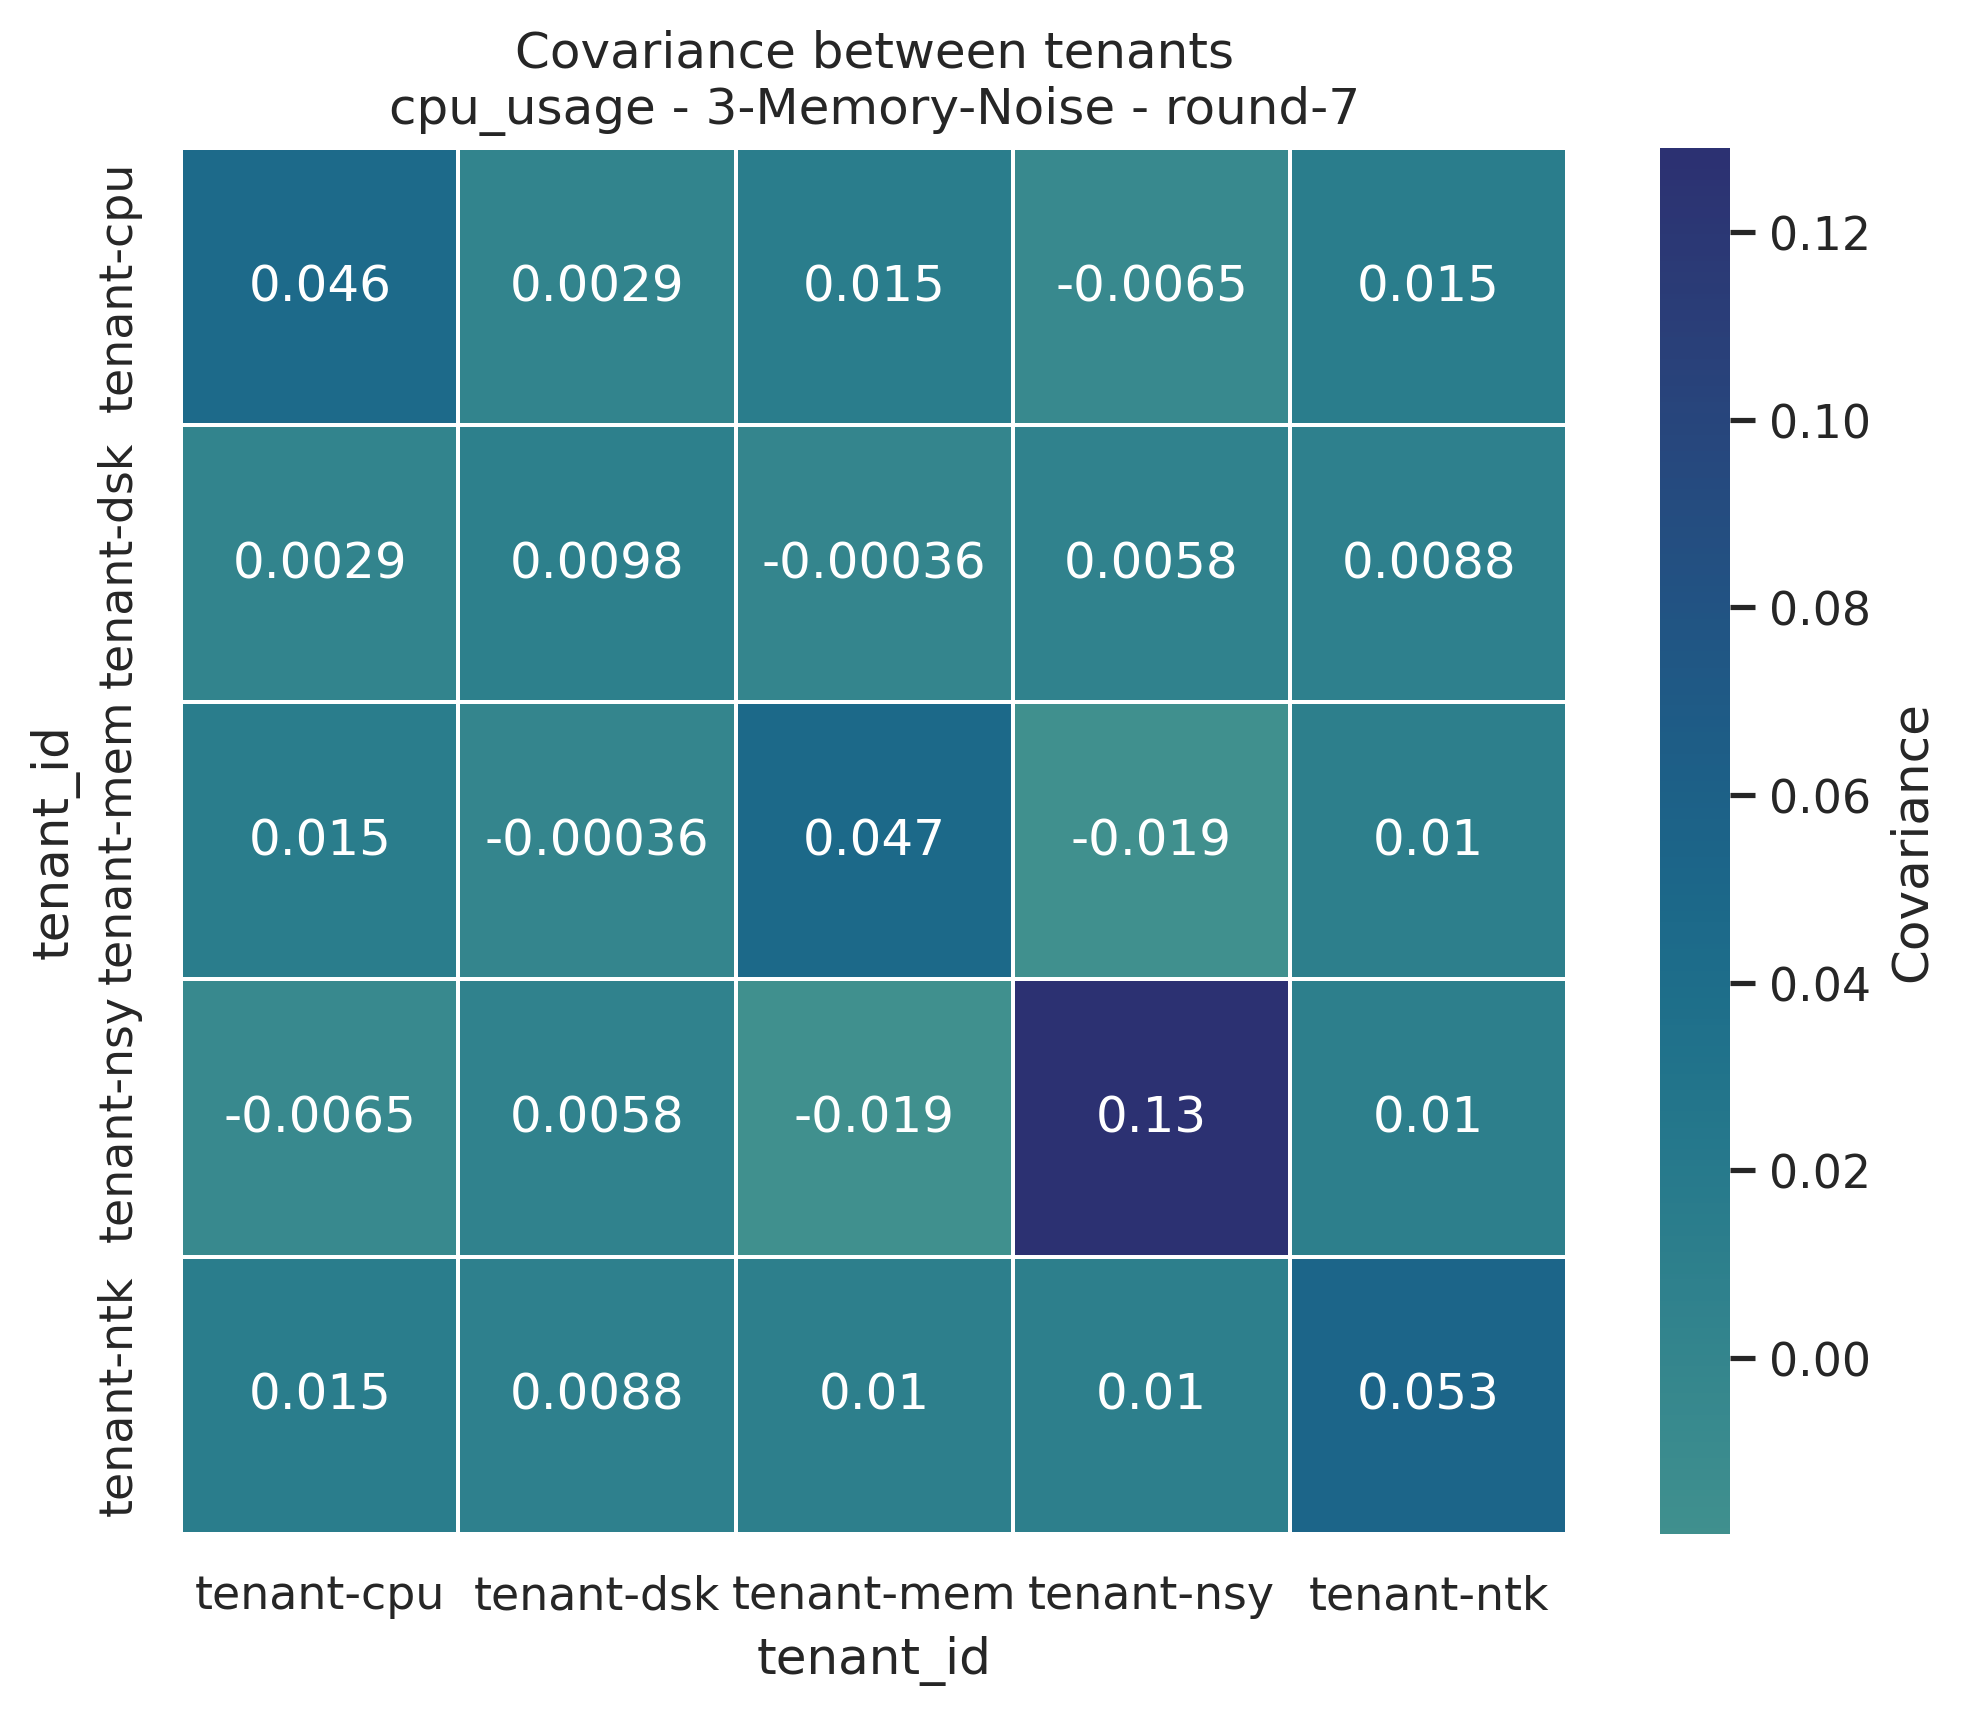 Covariance between tenants
cpu_usage - 3-Memory-Noise - round-7
tenant_id
tenant-cpu
0.046 0.0029 0.015 -0.0065 0.015
tenant-dsk
0.0029 0.0098 -0.00036 0.0058 0.0088
tenant-mem
0.015 -0.00036 0.047 -0.019 0.01
tenant-nsy
-0.0065 0.0058 -0.019 0.13 0.01
tenant-ntk
0.015 0.0088 0.01 0.01 0.053
tenant-cpu tenant-dsk tenant-mem tenant-nsy tenant-ntk
tenant_id
0.12
0.10
0.08
0.06
0.04
0.02
0.00
Covariance